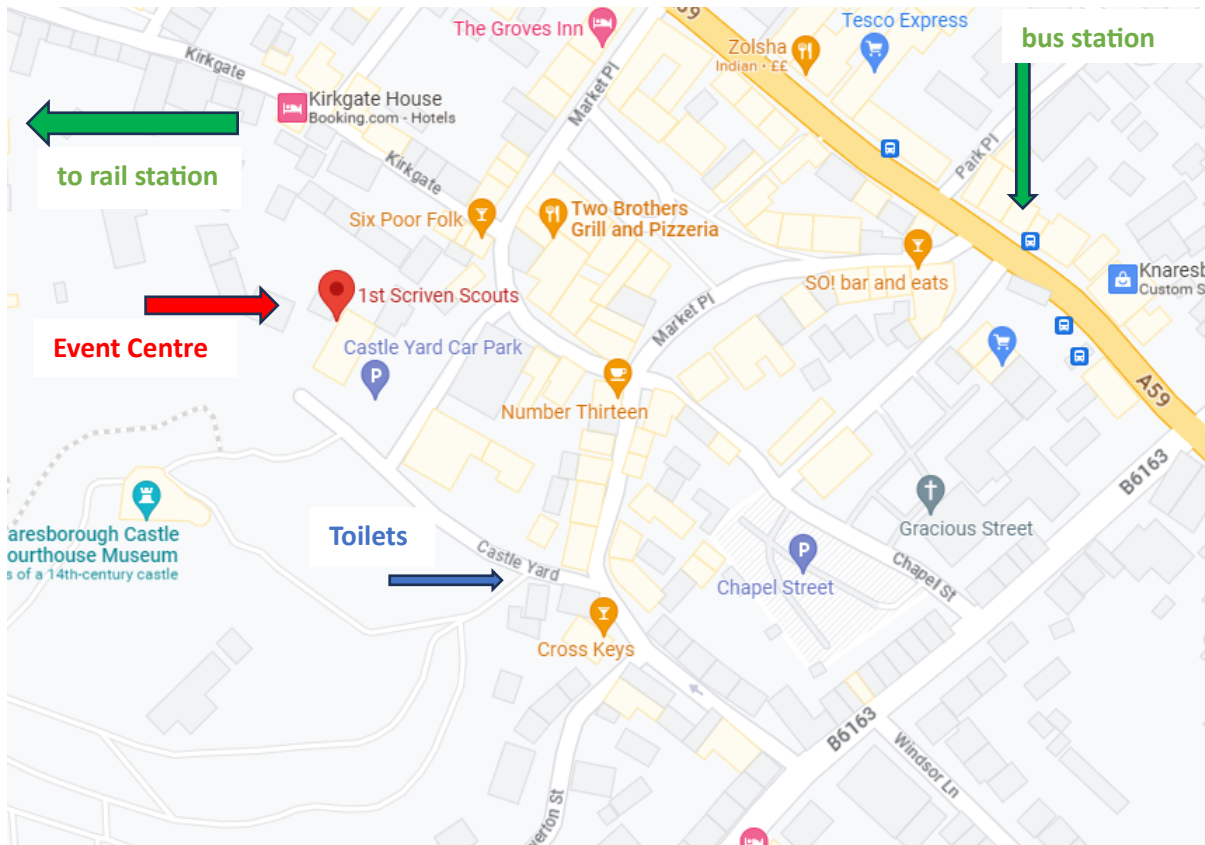 59
The Groves Inn
Tesco Express
Zolsha
Indian • ££
bus station
Kirkgate
Market Pl
Kirkgate House
Booking.com - Hotels
Park Pl
to rail station
Kirkgate
Six Poor Folk
Two Brothers
Grill and Pizzeria
SO! bar and eats
Knaresb
Custom S
1st Scriven Scouts
Market Pl
Event Centre
Castle Yard Car Park
P
A59
Number Thirteen
B6163
aresborough Castle
ourthouse Museum
s of a 14th-century castle
Toilets
Gracious Street
Castle Yard
P
Chapel Street
Chapel St
Cross Keys
B6163
Windsor Ln
erton St